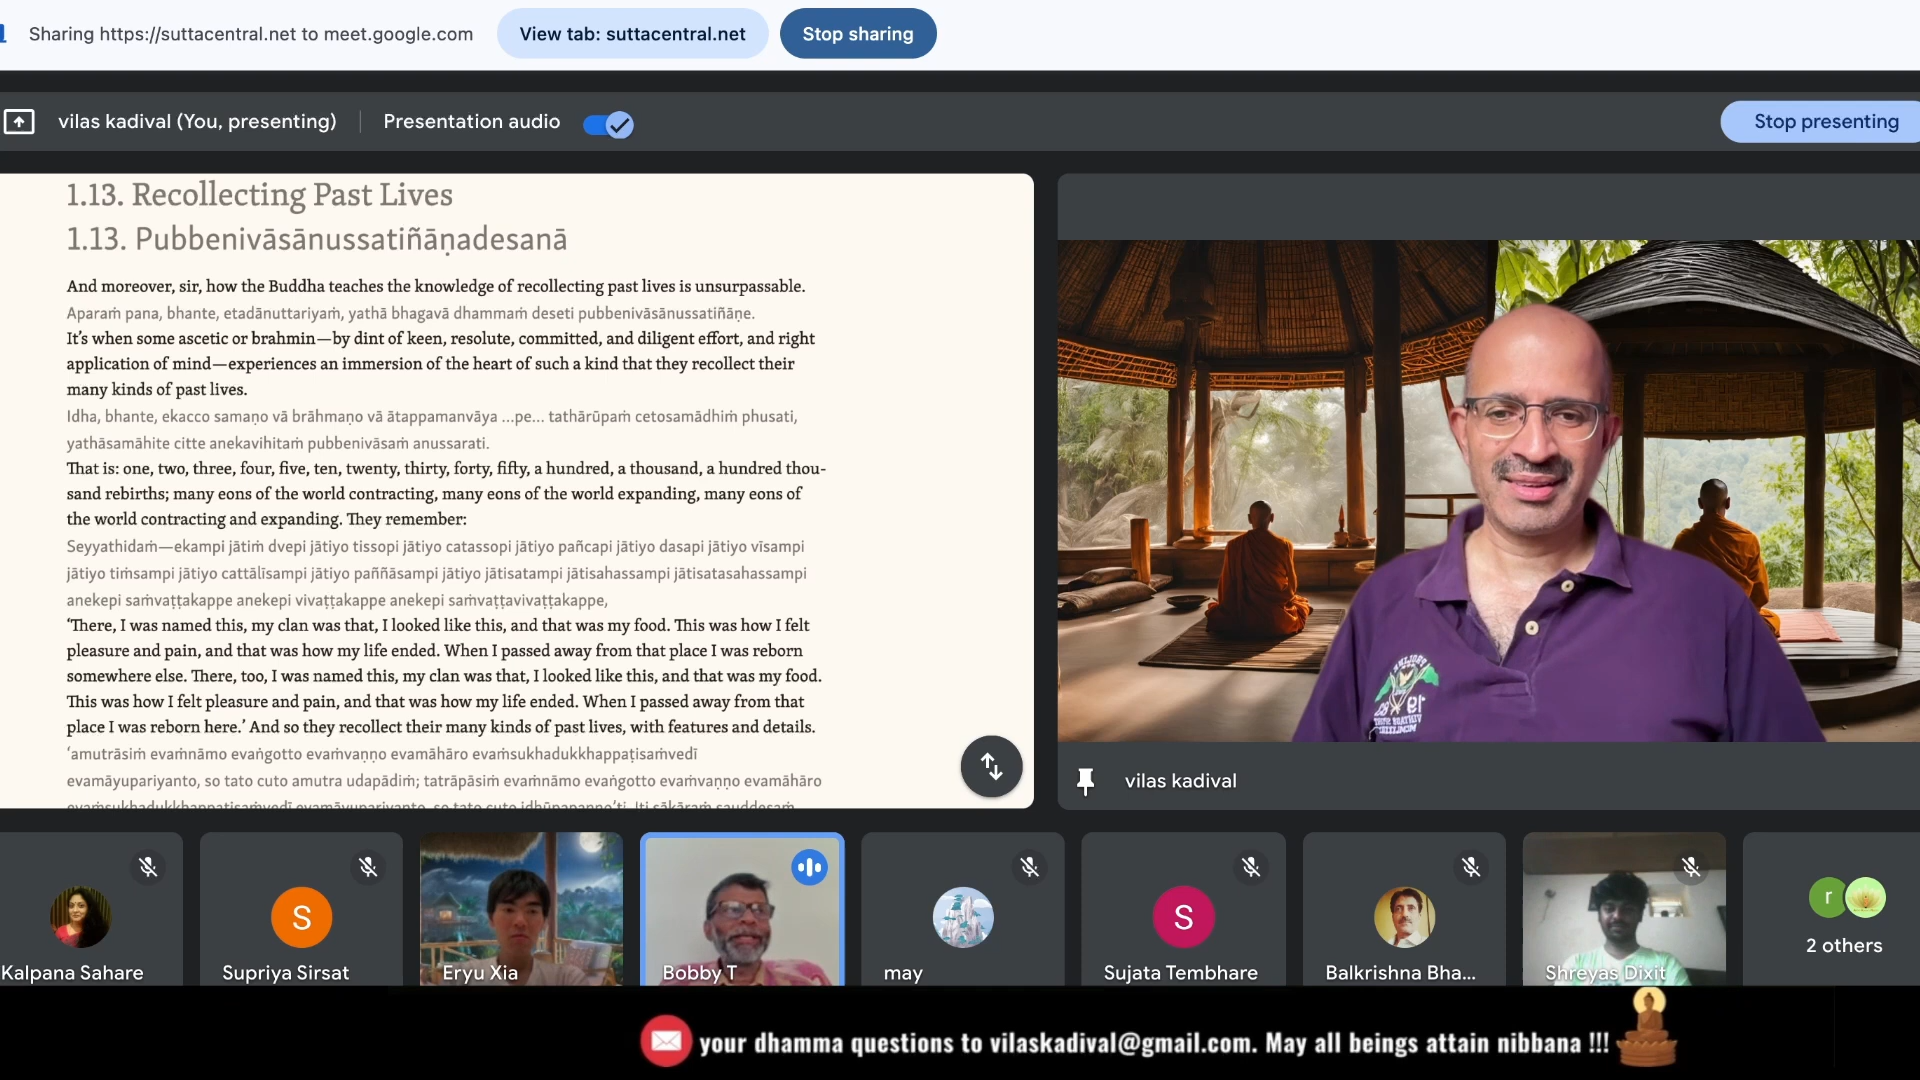 Sharing https://suttacentral.net to meet.google.com
View tab: suttacentral.net
Stop sharing
vilas kadival (You, presenting)
Presentation audio
Stop presenting
1.13. Recollecting Past Lives
1.13. Pubbenivāsānussatiñāṇadesanā
And moreover, sir, how the Buddha teaches the knowledge of recollecting past lives is unsurpassable.
Aparaṁ pana, bhante, etadānuttariyaṁ, yathā bhagavā dhammaṁ deseti pubbenivāsānussatiñāṇe.
It’s when some ascetic or brahmin—by dint of keen, resolute, committed, and diligent effort, and right
application of mind—experiences an immersion of the heart of such a kind that they recollect their
many kinds of past lives.
Idha, bhante, ekacco samaṇo vā brāhmaṇo vā ātappamanvāya …pe… tathārūpaṁ cetosamādhiṁ phusati,
yathāsamāhite citte anekavihitaṁ pubbenivāsaṁ anussarati.
That is: one, two, three, four, five, ten, twenty, thirty, forty, fifty, a hundred, a thousand, a hundred thou-
sand rebirths; many eons of the world contracting, many eons of the world expanding, many eons of
the world contracting and expanding. They remember:
Seyyathidaṁ—ekampi jātiṁ dvepi jātiyo tissopi jātiyo catassopi jātiyo pañcapi jātiyo dasapi jātiyo vīsampi
jātiyo tiṁsampi jātiyo cattālīsampi jātiyo paññāsampi jātiyo jātisatampi jātisahassampi jātisatasahassampi
anekepi saṁvaṭṭakappe anekepi vivaṭṭakappe anekepi saṁvaṭṭavivaṭṭakappe,
‘There, I was named this, my clan was that, I looked like this, and that was my food. This was how I felt
pleasure and pain, and that was how my life ended. When I passed away from that place I was reborn
somewhere else. There, too, I was named this, my clan was that, I looked like this, and that was my food.
This was how I felt pleasure and pain, and that was how my life ended. When I passed away from that
place I was reborn here.’ And so they recollect their many kinds of past lives, with features and details.
‘amutrāsiṁ evaṁnāmo evaṅgotto evaṁvaṇṇo evamāhāro evaṁsukhadukkhappaṭisaṁvedī
evamāyupariyanto, so tato cuto amutra udapādiṁ; tatrāpāsiṁ evaṁnāmo evaṅgotto evaṁvaṇṇo evamāhāro
evaṁsukhadukkhappaṭisaṁvedī evamāyupariyanto, so tato cuto idhūpapanno’ti. Iti sākāraṁ sauddesaṁ
vilas kadival
S
S
r
2 others
Kalpana Sahare
Supriya Sirsat
Eryu Xia
Bobby T
may
Sujata Tembhare
Balkrishna Bha...
Shreyas Dixit
your dhamma questions to vilaskadival@gmail.com. May all beings attain nibbana !!!